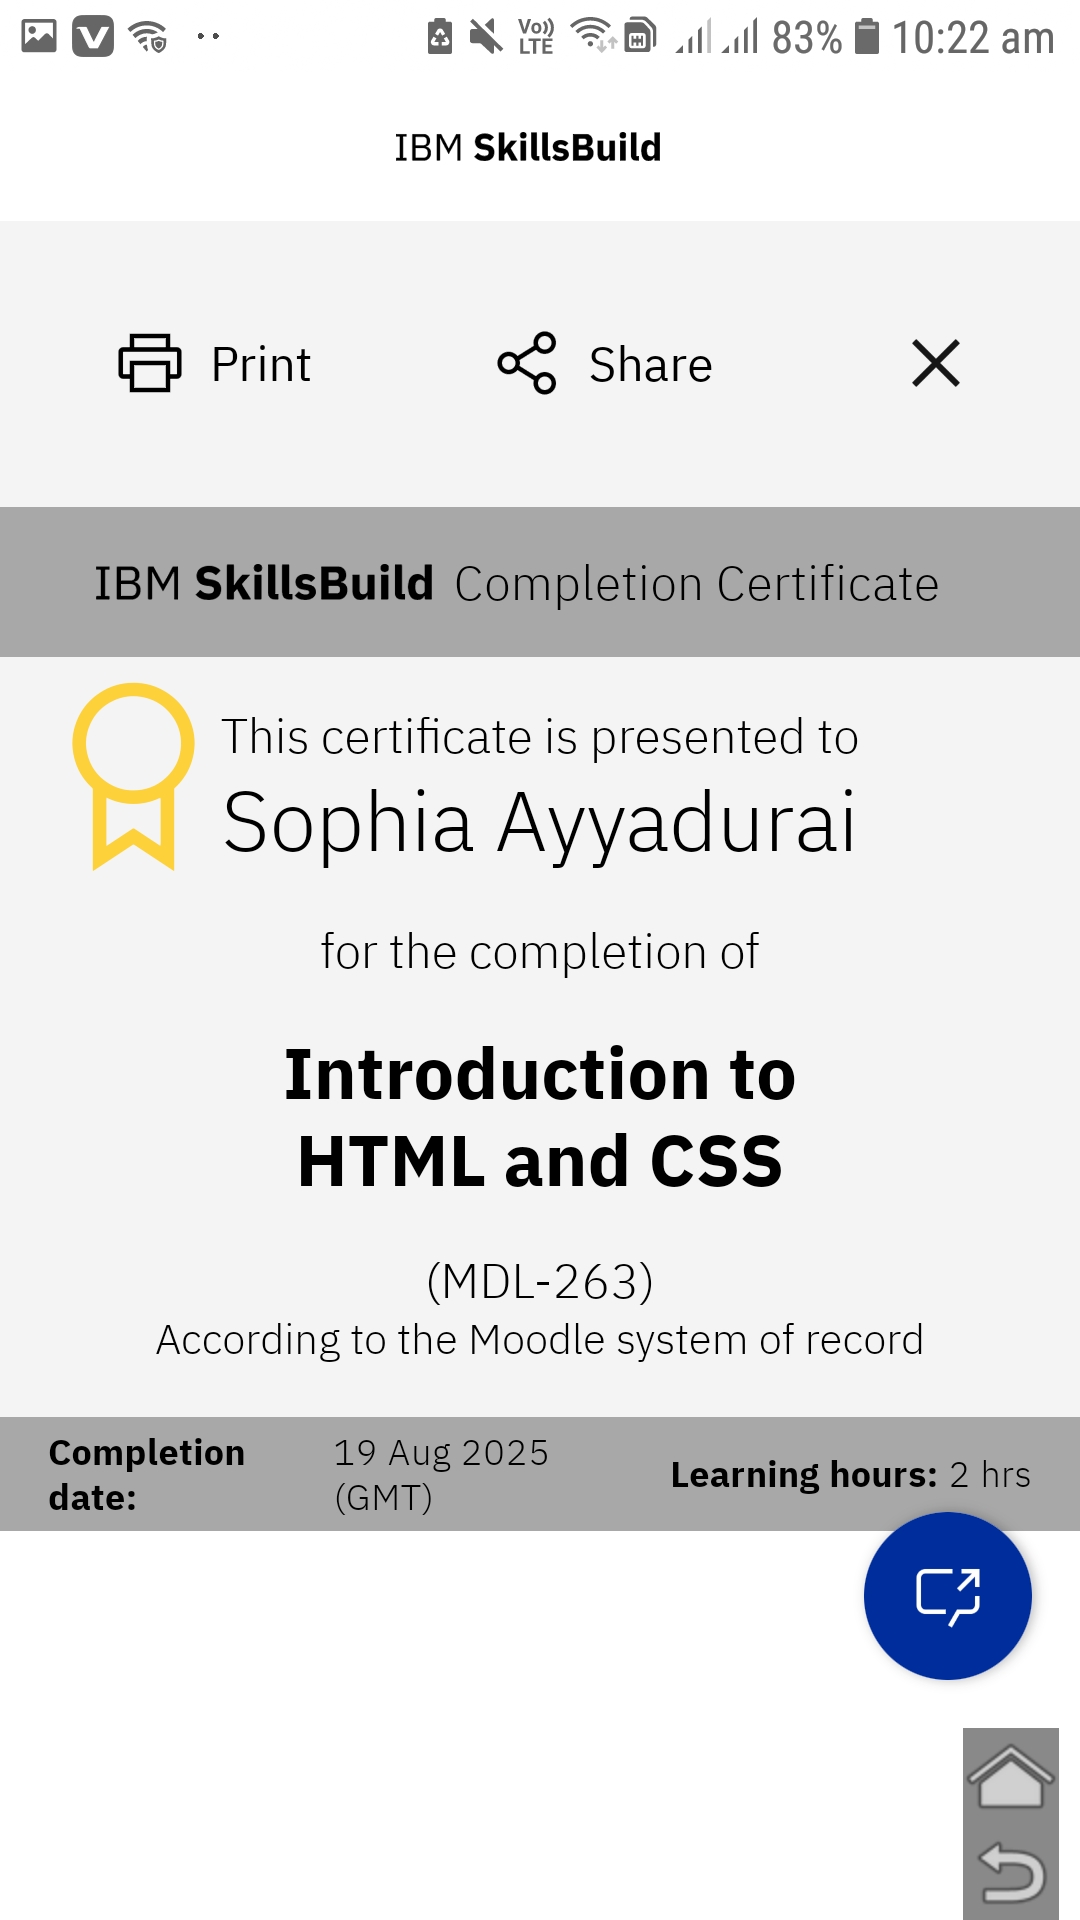 Vo)) LTE 83% 10:22 am
IBM SkillsBuild
Print Share
IBM SkillsBuild Completion Certificate
This certificate is presented to
Sophia Ayyadurai
for the completion of
Introduction to
HTML and CSS
(MDL-263)
According to the Moodle system of record
Completion date: 19 Aug 2025 (GMT) Learning hours: 2 hrs